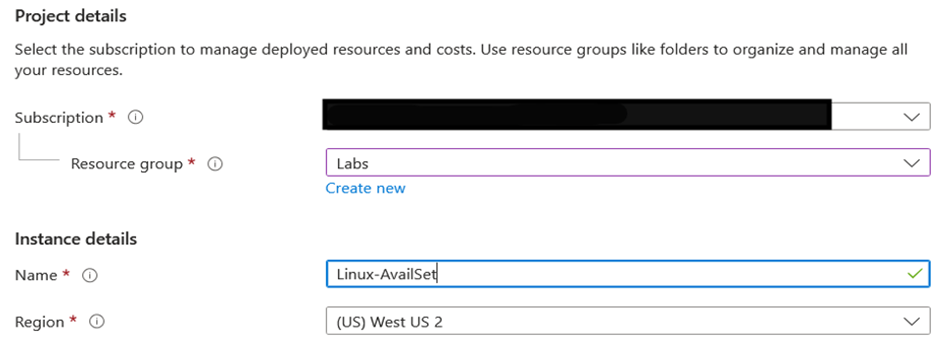 Project details
Select the subscription to manage deployed resources and costs. Use resource groups like folders to organize and manage all
your resources.
Subscription *
Resource group *
Labs
Create new
Instance details
Name *
Linux-AvailSet
Region *
(US) West US 2